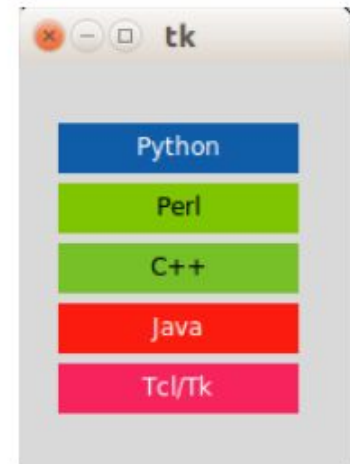 tk
Python
Perl
C++
Java
Tcl/Tk